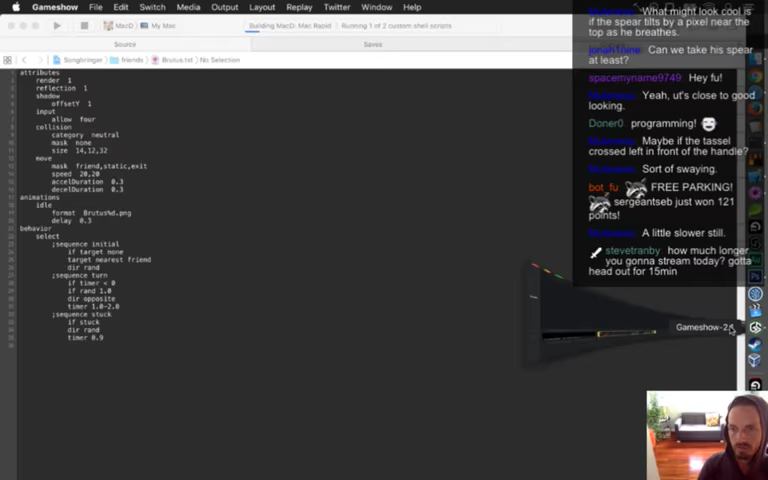 Gameshow File Edit Switch Media Output Layout Replay Twitter Window Help
MacD My Mac Building MacD: Mac Rapid Running 1 of 2 custom shell scripts
Source Saves
Songbringer friends Brutus.txt No Selection
attributes
render 1
reflection 1
shadow
offsetY 1
input
allow four
collision
category neutral
mask none
size 14,12,32
move
mask friend,static,exit
speed 20,20
accelDuration 0.3
decelDuration 0.3
animations
idle
format Brutus%d.png
delay 0.3
behavior
select
;sequence initial
if target none
target nearest friend
dir rand
;sequence turn
if timer < 0
if rand 1.0
dir opposite
timer 1.0~2.0
;sequence stuck
if stuck
dir rand
timer 0.9
What might look cool is
if the spear tilts by a pixel near the
top as he breathes.
Can we take his spear
at least?
spacemyname9749 Hey fu!
Yeah, ut's close to good
looking.
Doner0 programming!
Maybe if the tassel
crossed left in front of the handle?
Sort of swaying.
bot_fu FREE PARKING!
sergeantseb just won 121
points!
A little slower still.
stevetranby how much longer
you gonna stream today? gotta
head out for 15min